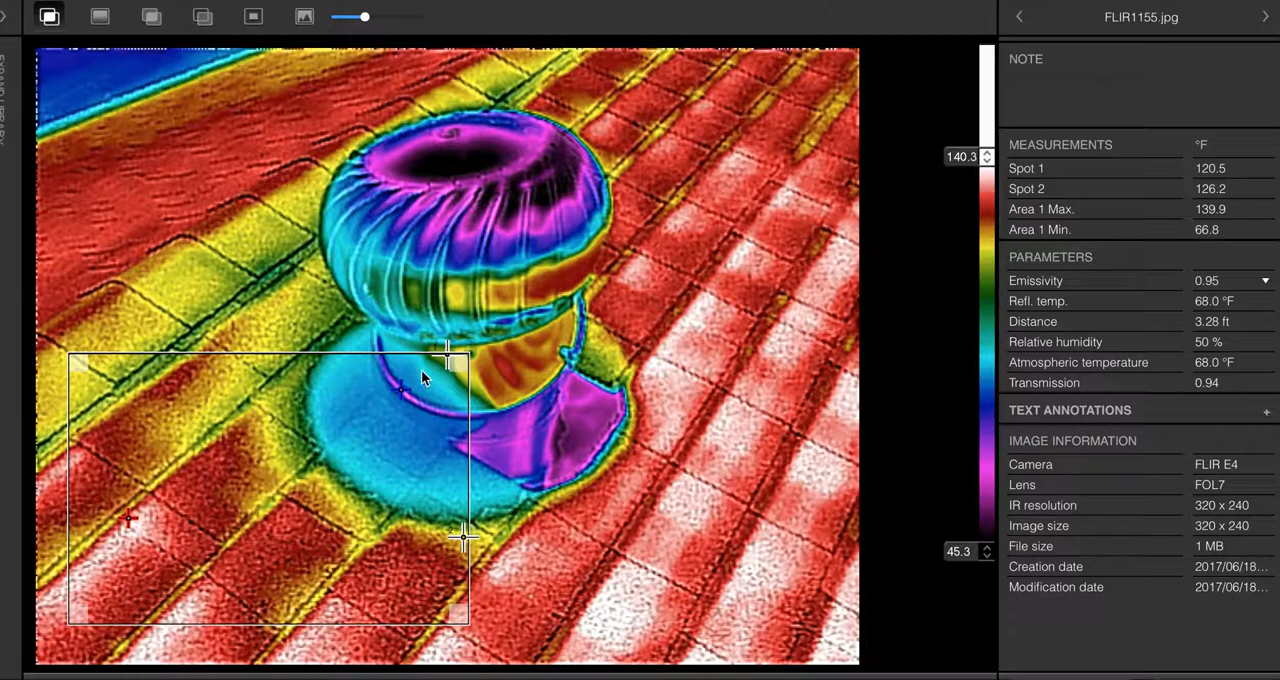 FLIR1155.jpg
EXPAND LIBRARY
NOTE
MEASUREMENTS °F
140.3
Spot 1 120.5
Spot 2 126.2
Area 1 Max. 139.9
Area 1 Min. 66.8
PARAMETERS
Emissivity 0.95
Refl. temp. 68.0 °F
Distance 3.28 ft
Relative humidity 50 %
Atmospheric temperature 68.0 °F
Transmission 0.94
TEXT ANNOTATIONS +
IMAGE INFORMATION
Camera FLIR E4
Lens FOL7
IR resolution 320 x 240
Image size 320 x 240
File size 1 MB
45.3
Creation date 2017/06/18...
Modification date 2017/06/18...